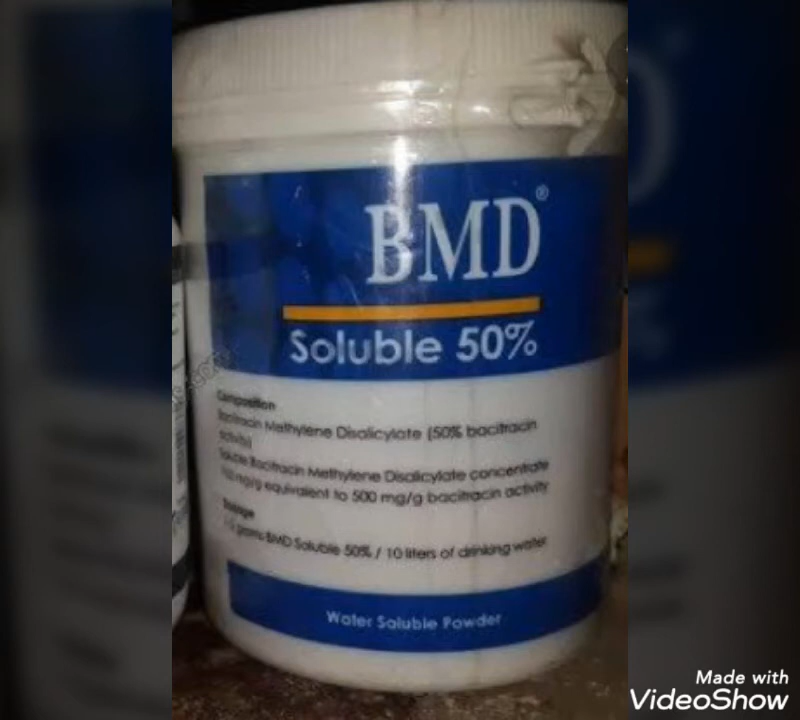 BMD®
Soluble 50%
Composition
Bacitracin Methylene Disalicylate (50% bacitracin
activity)
Soluble Bacitracin Methylene Disalicylate concentrate
mg/g equivalent to 500 mg/g bacitracin activity
Dosage
grams BMD Soluble 50% / 10 liters of drinking water
Water Soluble Powder
Made with
VideoShow